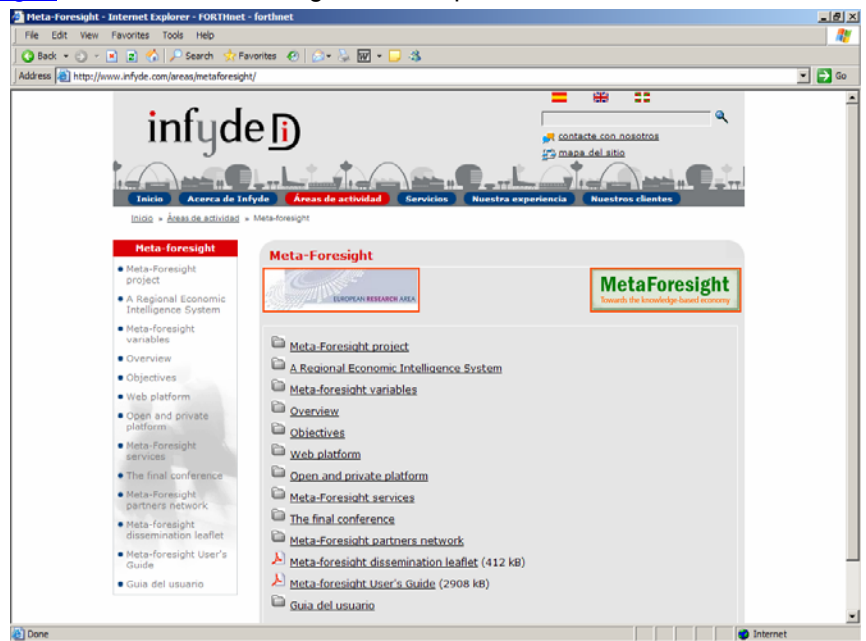 Meta-Foresight - Internet Explorer - FORTHnet - forthnet
File Edit View Favorites Tools Help
Back Search Favorites
Address http://www.infyde.com/areas/metaforesight/ Go
infyde
contacte con nosotros
mapa del sitio
Inicio Acerca de Infyde Áreas de actividad Servicios Nuestra experiencia Nuestros clientes
Inicio » Áreas de actividad » Meta-foresight
Meta-foresight
Meta-Foresight
project
A Regional Economic
Intelligence System
Meta-foresight
variables
Overview
Objectives
Web platform
Open and private
platform
Meta-Foresight
services
The final conference
Meta-Foresight
partners network
Meta-foresight
dissemination leaflet
Meta-foresight User's
Guide
Guia del usuario
Meta-Foresight
EUROPEAN RESEARCH AREA
MetaForesight
Towards the knowledge-based economy
Meta-Foresight project
A Regional Economic Intelligence System
Meta-foresight variables
Overview
Objectives
Web platform
Open and private platform
Meta-Foresight services
The final conference
Meta-Foresight partners network
Meta-foresight dissemination leaflet (412 kB)
Meta-foresight User's Guide (2908 kB)
Guia del usuario
Done Internet